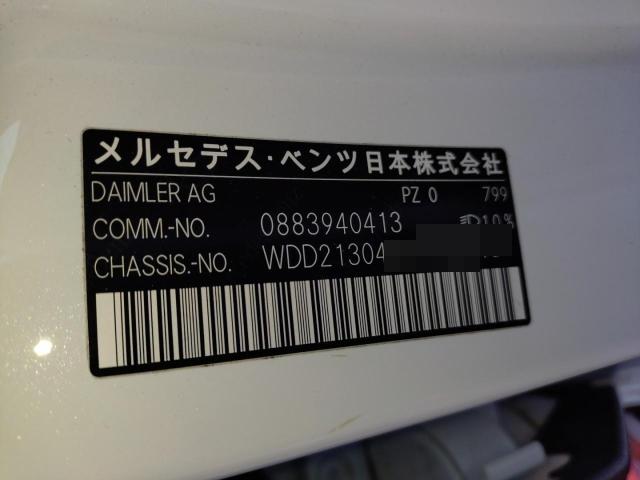 メルセデス・ベンツ日本株式会社
DAIMLER AG PZ 0 799
COMM.-NO. 0883940413 10%
CHASSIS.-NO. WDD21304